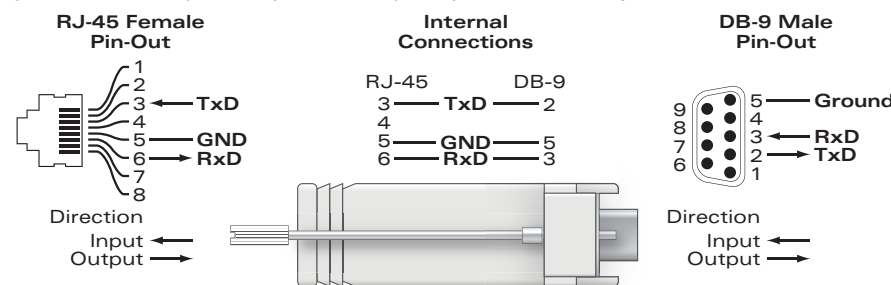 RJ-45 Female
Pin-Out
1
2
3 TxD
4
5 GND
6 RxD
7
8
Direction
Input
Output
Internal
Connections
RJ-45 DB-9
3 TxD 2
4
5 GND 5
6 RxD 3
DB-9 Male
Pin-Out
5 Ground
9
4
8
3 RxD
7
2 TxD
6
1
Direction
Input
Output